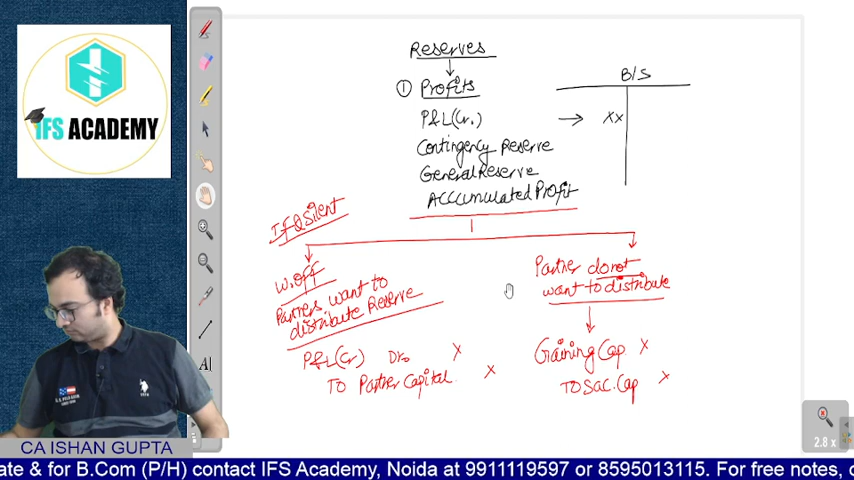 Reserves
① Profits
P&L(Cr.)
Contingency Reserve
General Reserve
Accumulated Profit
B/S
→ xx
If Q Silent
W.off
Partners want to
distribute Reserve
P&L(Cr) Dr. X
To Partner Capital X
Partner do not
want to distribute
Gaining Cap X
To Sac. Cap X
IFS ACADEMY
CA ISHAN GUPTA
2.8 x
ate & for B.Com (P/H) contact IFS Academy, Noida at 9911119597 or 8595013115. For free notes, c